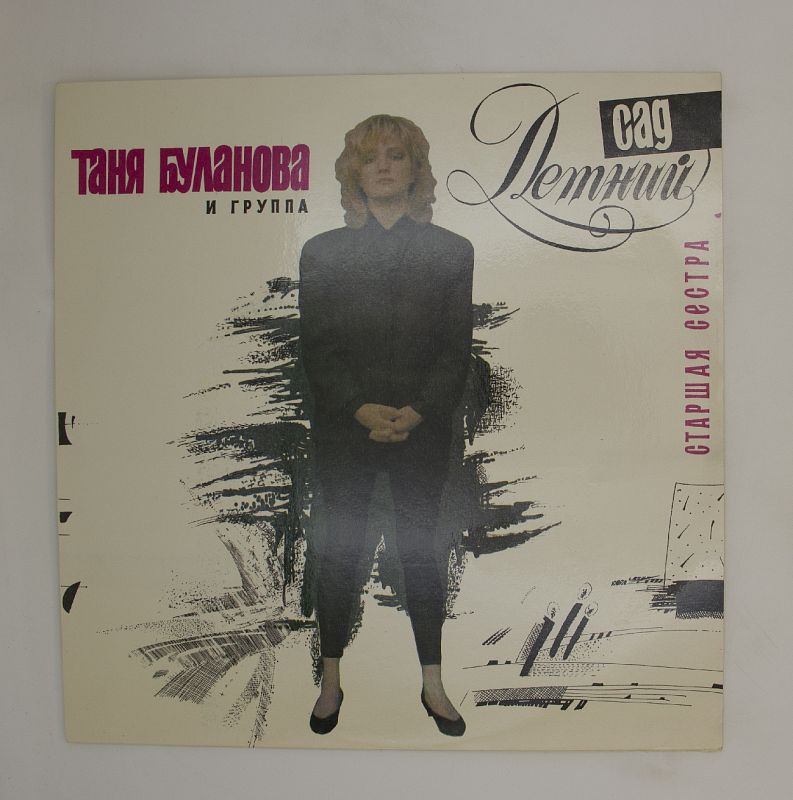 Таня Буланова
и группа
Летний
сад
Старшая сестра